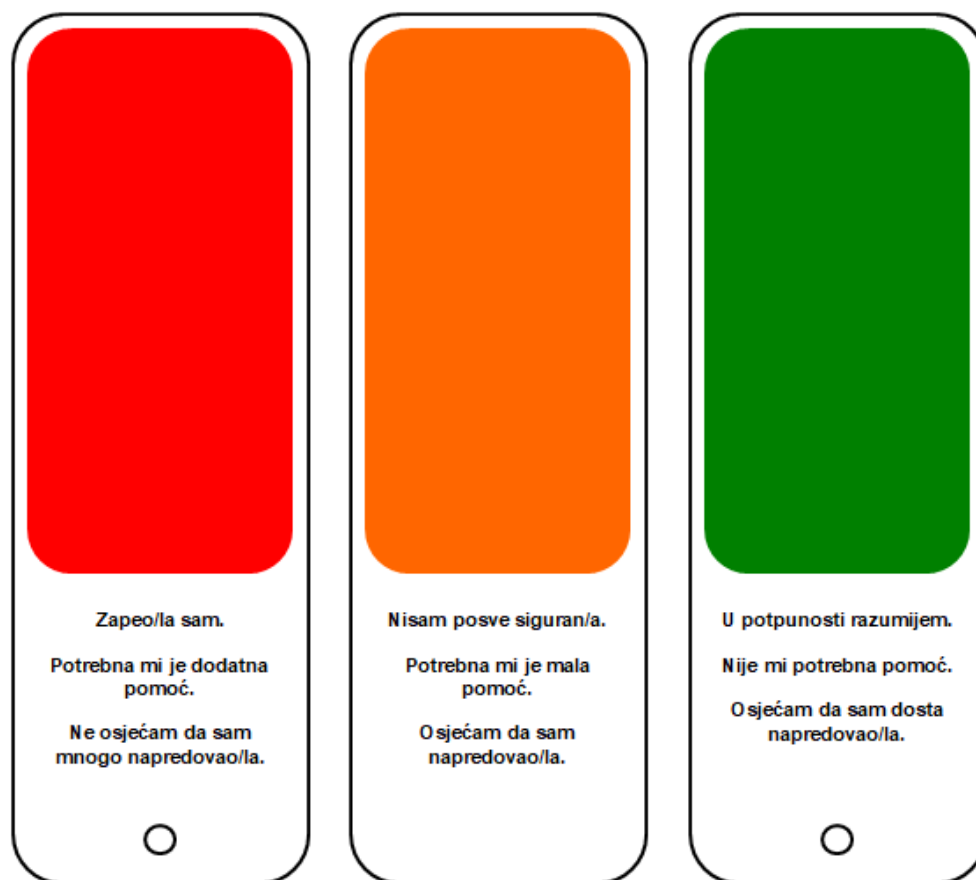 Zapeo/la sam.
Potrebna mi je dodatna
pomoć.
Ne osjećam da sam
mnogo napredovao/la.
Nisam posve siguran/a.
Potrebna mi je mala
pomoć.
Osjećam da sam
napredovao/la.
U potpunosti razumijem.
Nije mi potrebna pomoć.
Osjećam da sam dosta
napredovao/la.